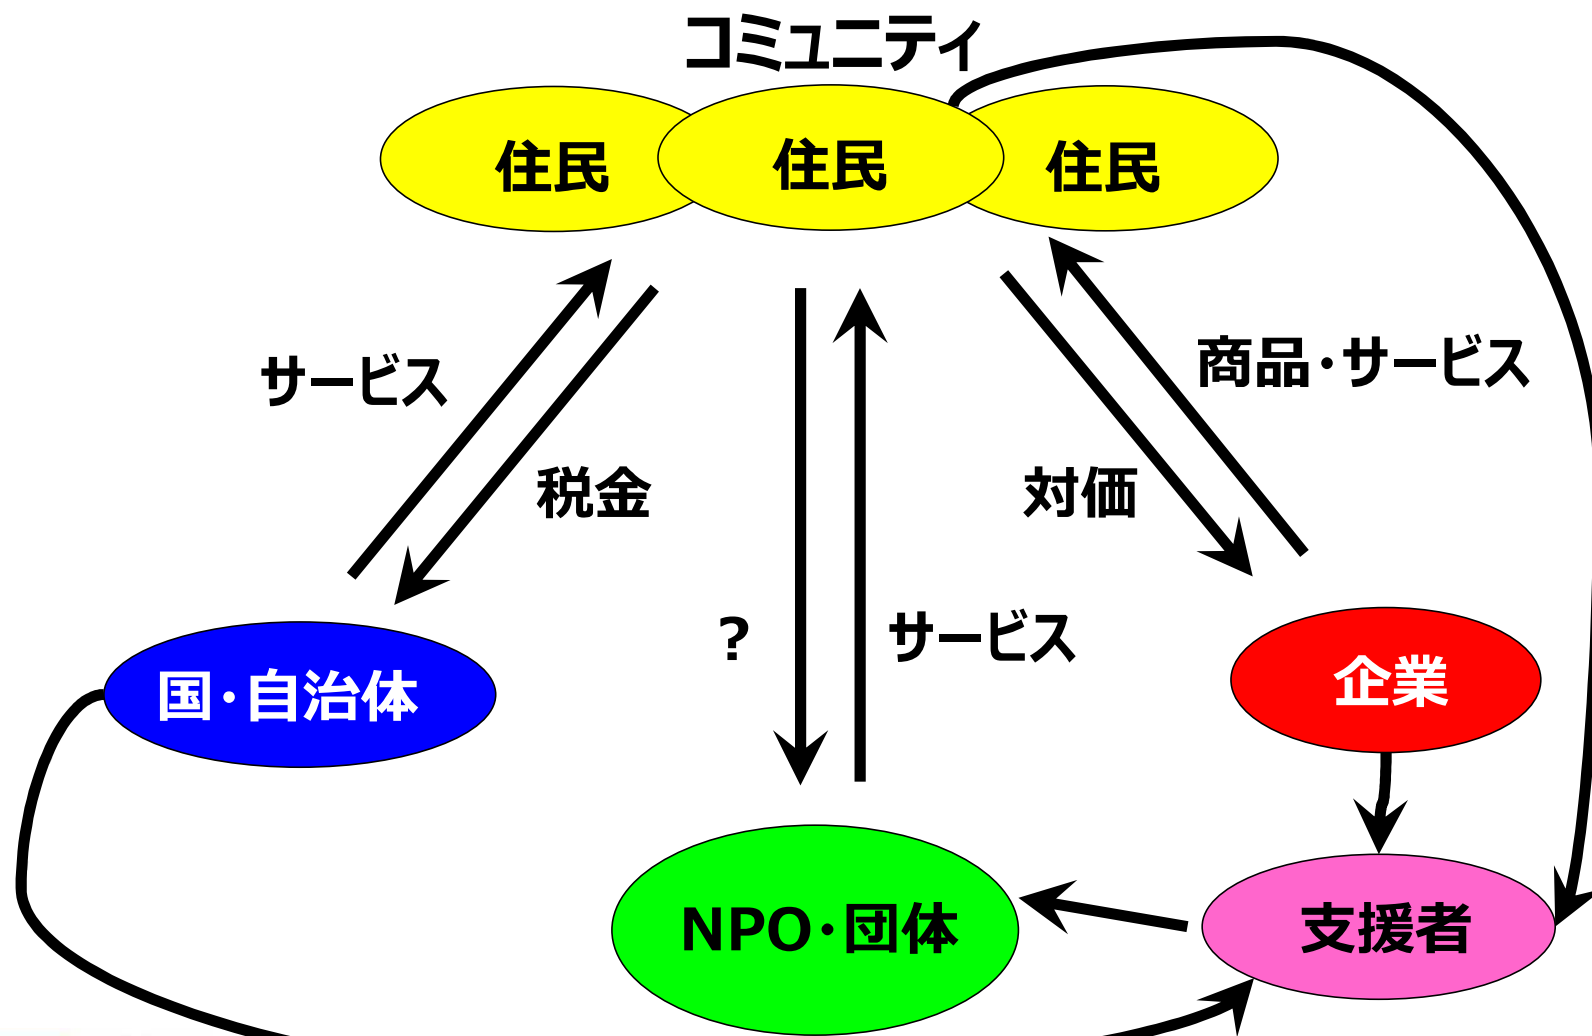 コミュニティ
住民
住民
住民
サービス
商品・サービス
税金
対価
?
サービス
国・自治体
企業
NPO・団体
支援者